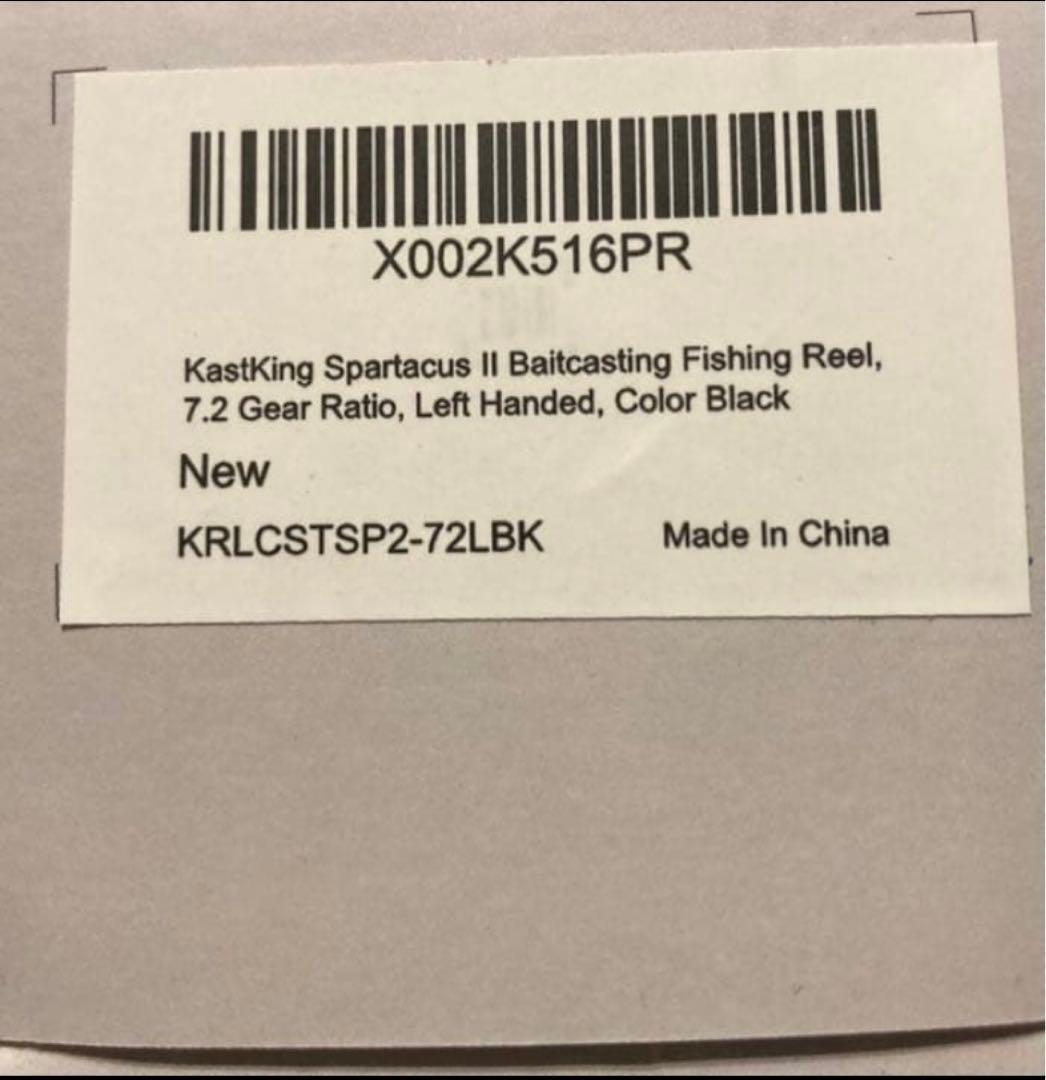 X002K516PR
KastKing Spartacus II Baitcasting Fishing Reel,
7.2 Gear Ratio, Left Handed, Color Black
New
KRLCSTSP2-72LBK Made In China